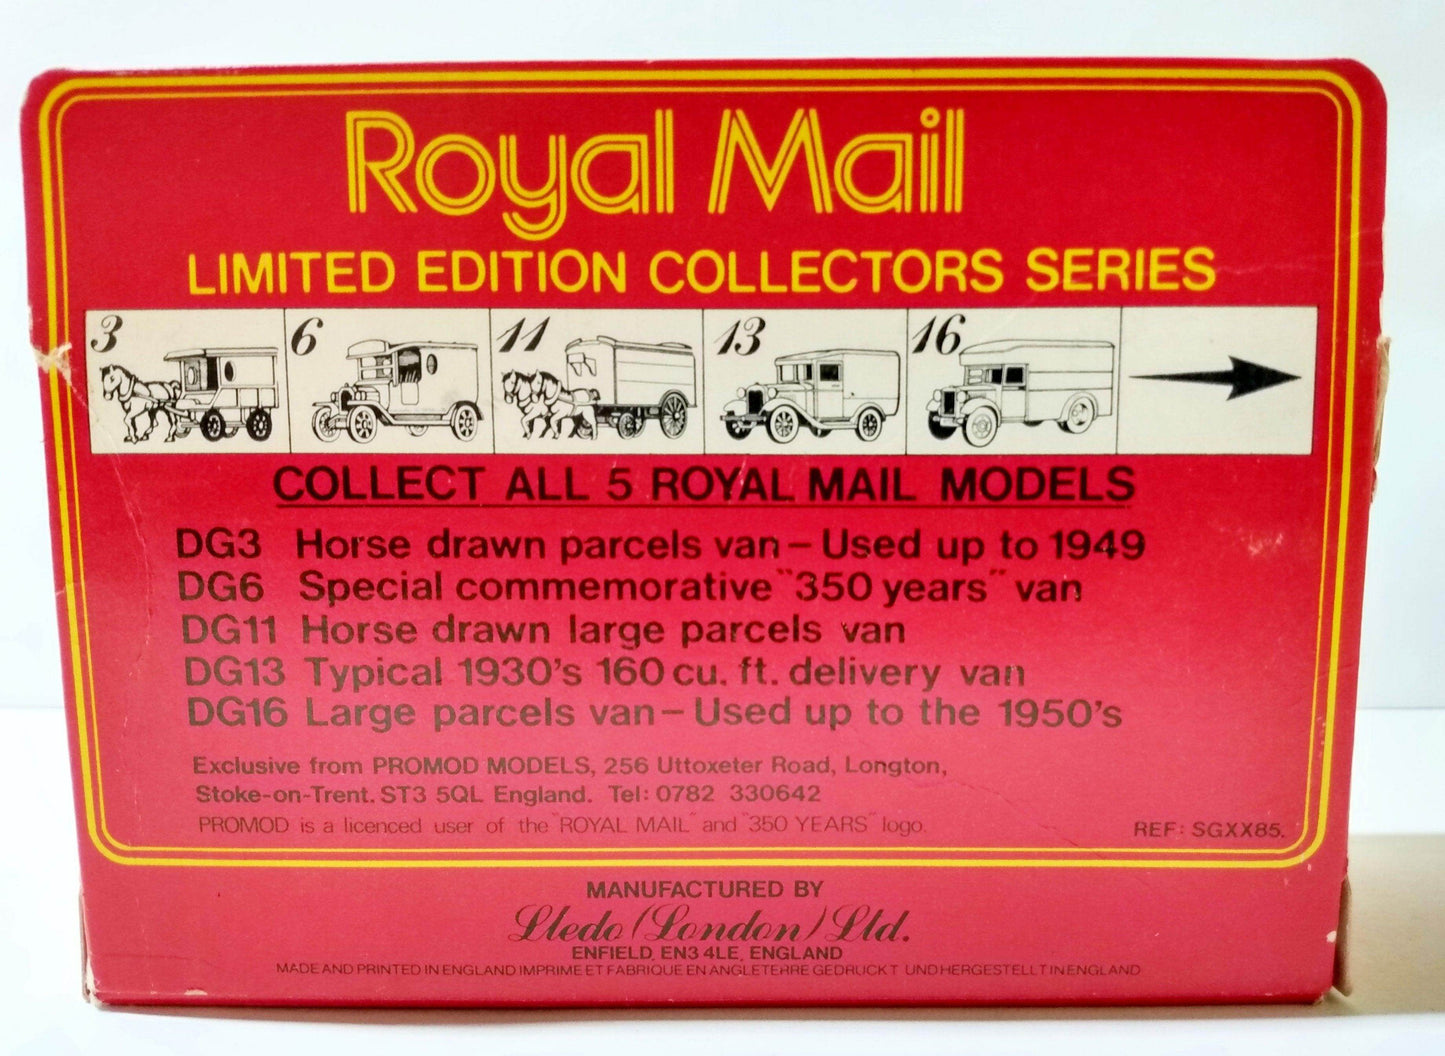 Royal Mail
LIMITED EDITION COLLECTORS SERIES
3 6 11 13 16
COLLECT ALL 5 ROYAL MAIL MODELS
DG3 Horse drawn parcels van – Used up to 1949
DG6 Special commemorative "350 years" van
DG11 Horse drawn large parcels van
DG13 Typical 1930's 160 cu. ft. delivery van
DG16 Large parcels van – Used up to the 1950's
Exclusive from PROMOD MODELS, 256 Uttoxeter Road, Longton,
Stoke-on-Trent. ST3 5QL England. Tel: 0782 330642
PROMOD is a licenced user of the "ROYAL MAIL" and "350 YEARS" logo.
REF: SGXX85.
MANUFACTURED BY
Lledo (London) Ltd.
ENFIELD, EN3 4LE, ENGLAND
MADE AND PRINTED IN ENGLAND IMPRIME ET FABRIQUE EN ANGLETERRE GEDRUCKT UND HERGESTELLT IN ENGLAND